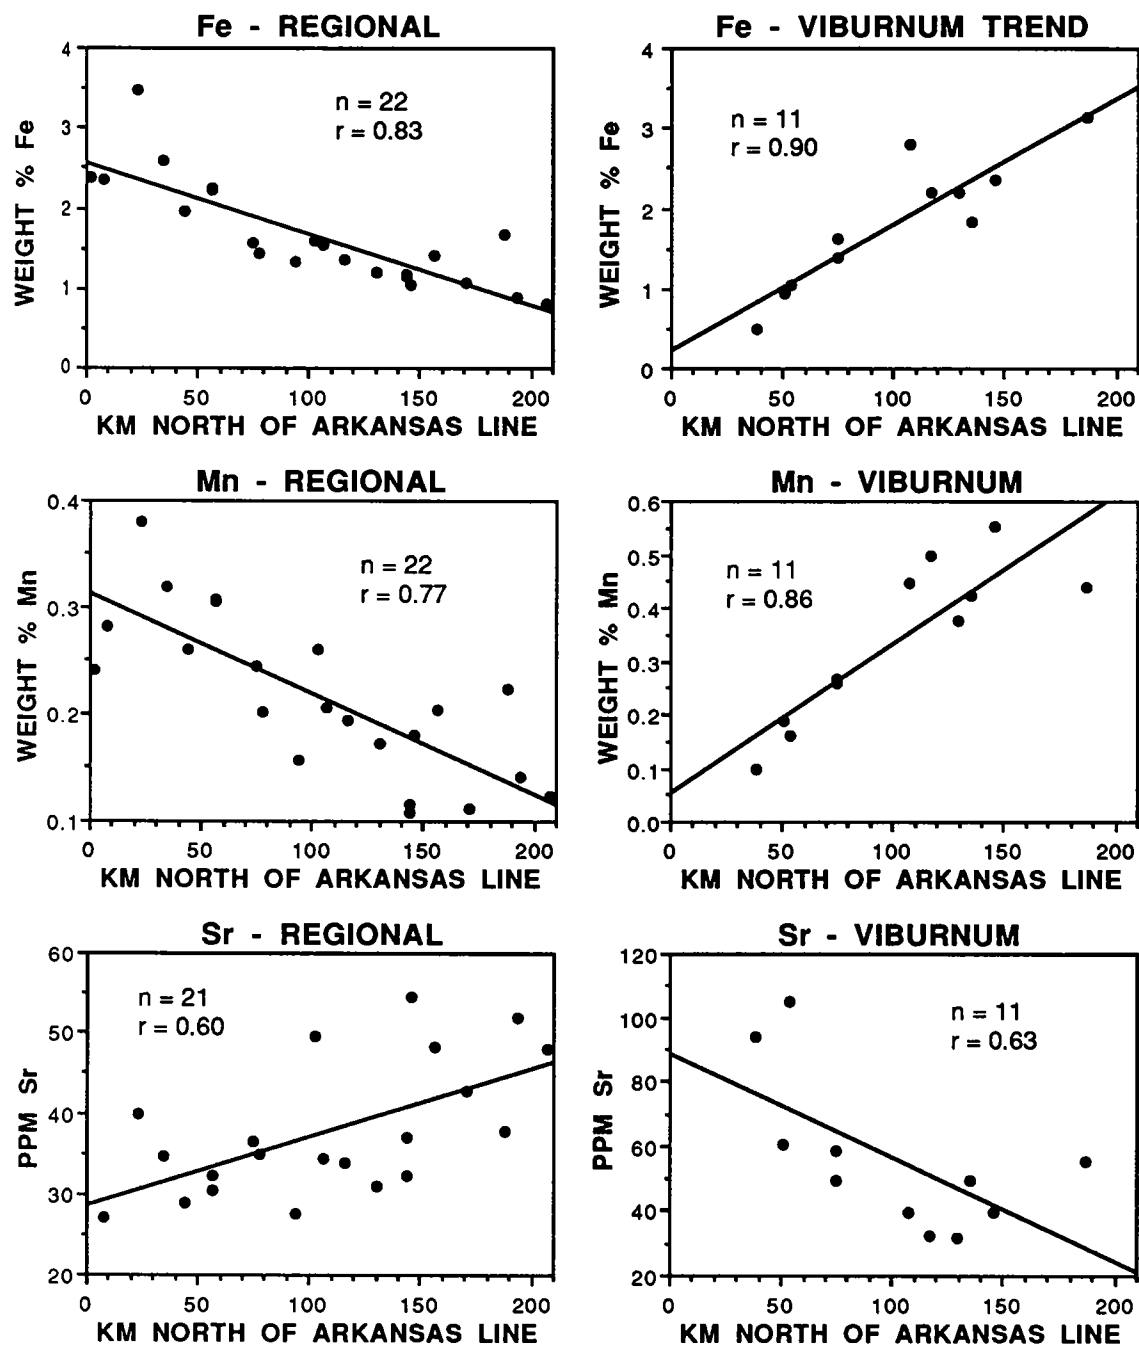 Fe - REGIONAL
WEIGHT % Fe
4
3
2
1
0
n = 22
r = 0.83
0 50 100 150 200
KM NORTH OF ARKANSAS LINE
Fe - VIBURNUM TREND
WEIGHT % Fe
4
3
2
1
0
n = 11
r = 0.90
0 50 100 150 200
KM NORTH OF ARKANSAS LINE
Mn - REGIONAL
WEIGHT % Mn
0.4
0.3
0.2
0.1
n = 22
r = 0.77
0 50 100 150 200
KM NORTH OF ARKANSAS LINE
Mn - VIBURNUM
WEIGHT % Mn
0.6
0.5
0.4
0.3
0.2
0.1
0.0
n = 11
r = 0.86
0 50 100 150 200
KM NORTH OF ARKANSAS LINE
Sr - REGIONAL
PPM Sr
60
50
40
30
20
n = 21
r = 0.60
0 50 100 150 200
KM NORTH OF ARKANSAS LINE
Sr - VIBURNUM
PPM Sr
120
100
80
60
40
20
n = 11
r = 0.63
0 50 100 150 200
KM NORTH OF ARKANSAS LINE